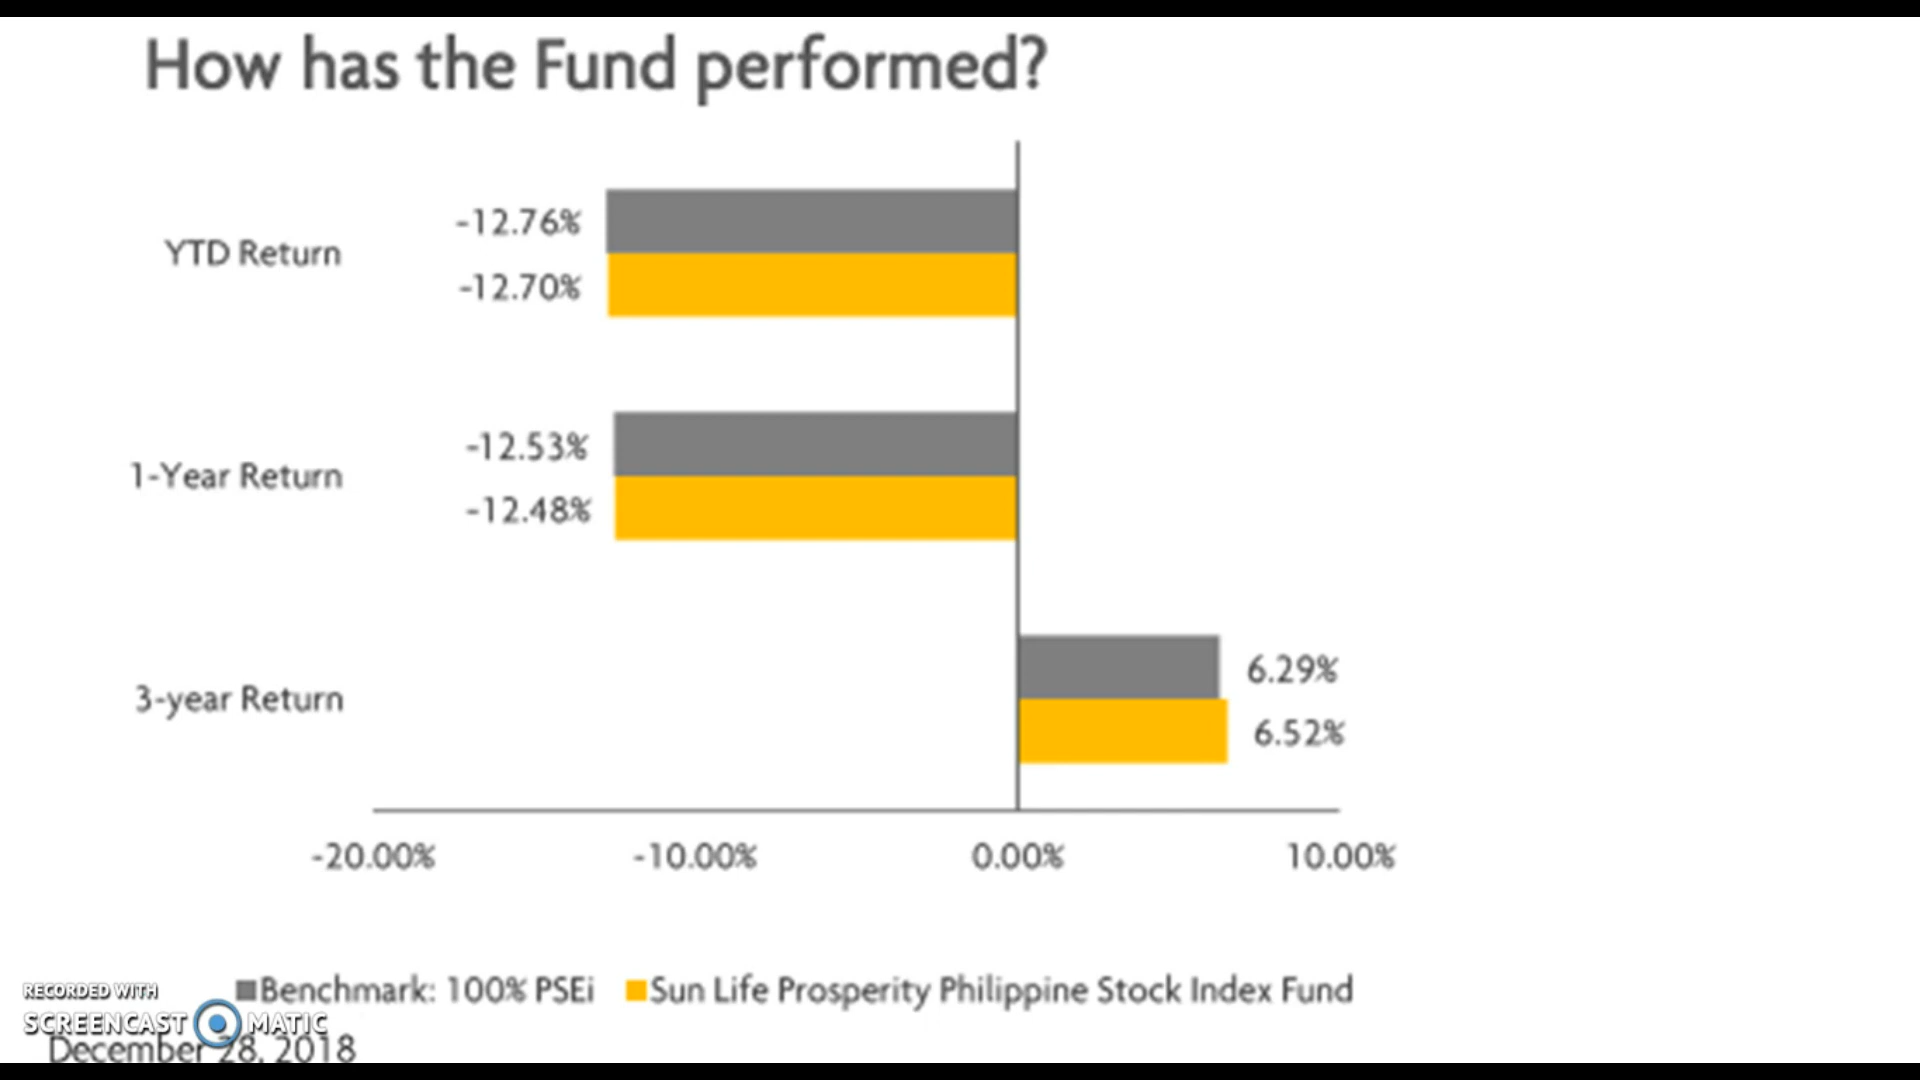 How has the Fund performed?
-12.76%
YTD Return
-12.70%
-12.53%
1-Year Return
-12.48%
6.29%
3-year Return
6.52%
-20.00% -10.00% 0.00% 10.00%
Benchmark: 100% PSEi Sun Life Prosperity Philippine Stock Index Fund
RECORDED WITH
SCREENCAST MATIC
December 28, 2018